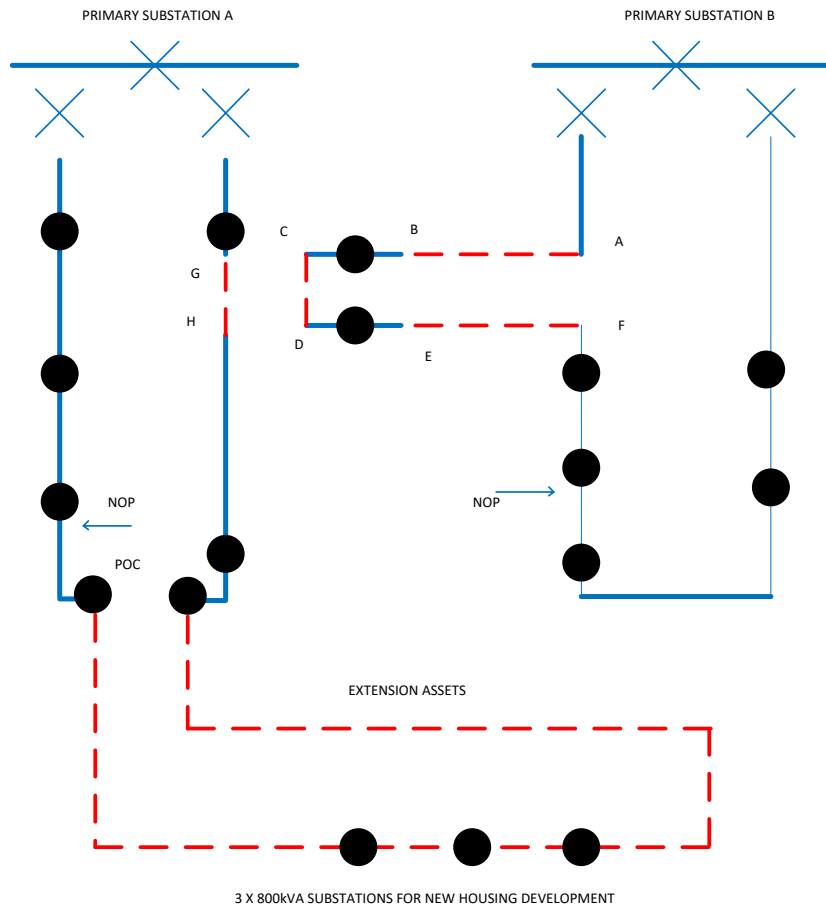 PRIMARY SUBSTATION A
PRIMARY SUBSTATION B
B
C
A
G
H
F
D
E
NOP
NOP
POC
EXTENSION ASSETS
3 X 800kVA SUBSTATIONS FOR NEW HOUSING DEVELOPMENT